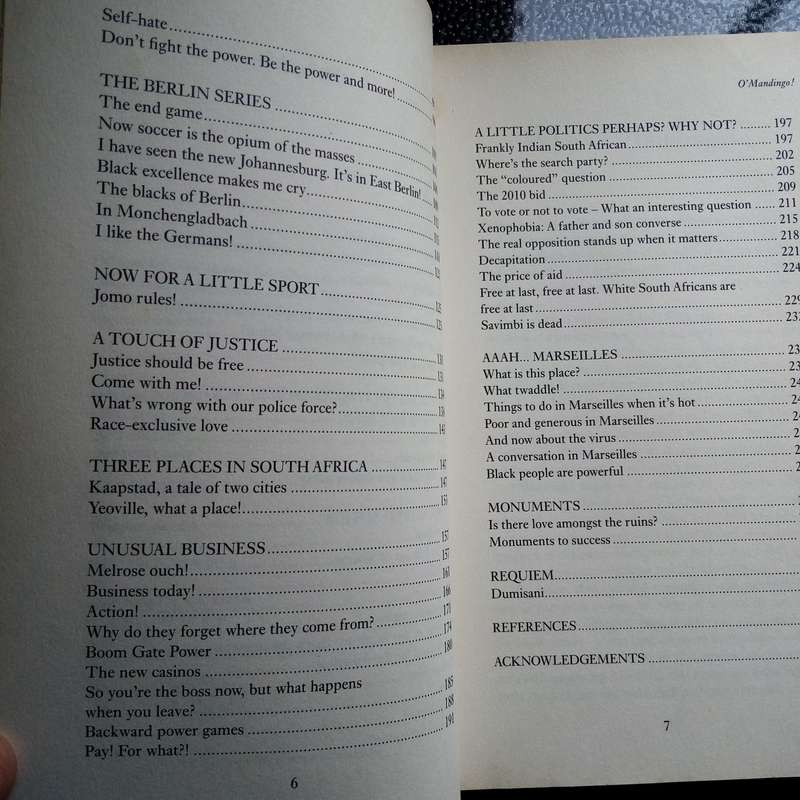 Self-hate
Don't fight the power. Be the power and more!
THE BERLIN SERIES
The end game
Now soccer is the opium of the masses
I have seen the new Johannesburg. It's in East Berlin!
Black excellence makes me cry
The blacks of Berlin
In Monchengladbach
I like the Germans!
NOW FOR A LITTLE SPORT
Jomo rules!
A TOUCH OF JUSTICE
Justice should be free
Come with me!
What's wrong with our police force?
Race-exclusive love
THREE PLACES IN SOUTH AFRICA 147
Kaapstad, a tale of two cities 147
Yeoville, what a place!
UNUSUAL BUSINESS 157
Melrose ouch! 157
Business today! 161
Action! 166
Why do they forget where they come from? 171
Boom Gate Power 174
The new casinos 180
So you're the boss now, but what happens
when you leave? 185
Backward power games 188
Pay! For what?! 191
6
O'Mandingo!
A LITTLE POLITICS PERHAPS? WHY NOT? 197
Frankly Indian South African 197
Where's the search party? 202
The "coloured" question 205
The 2010 bid 209
To vote or not to vote – What an interesting question 211
Xenophobia: A father and son converse 215
The real opposition stands up when it matters 218
Decapitation 221
The price of aid 224
Free at last, free at last. White South Africans are
free at last 229
Savimbi is dead
AAAH... MARSEILLES
What is this place?
What twaddle!
Things to do in Marseilles when it's hot
Poor and generous in Marseilles
And now about the virus
A conversation in Marseilles
Black people are powerful
MONUMENTS
Is there love amongst the ruins?
Monuments to success
REQUIEM
Dumisani
REFERENCES
ACKNOWLEDGEMENTS
7